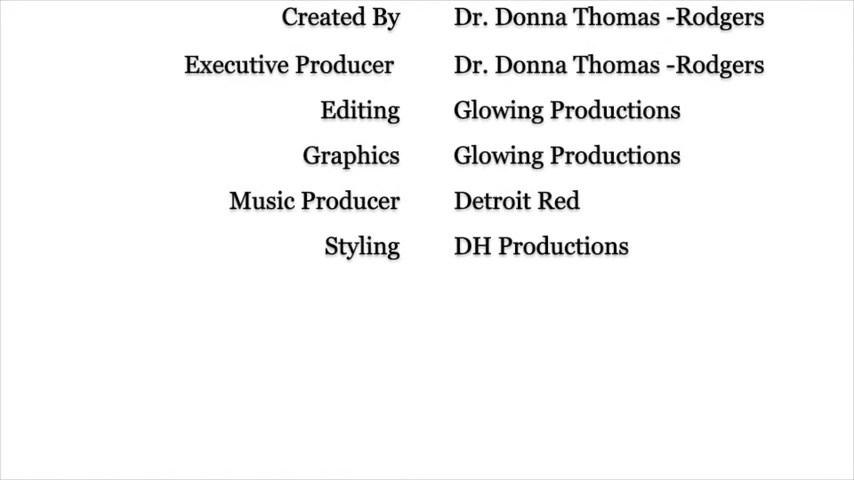 Created By Dr. Donna Thomas -Rodgers
Executive Producer Dr. Donna Thomas -Rodgers
Editing Glowing Productions
Graphics Glowing Productions
Music Producer Detroit Red
Styling DH Productions